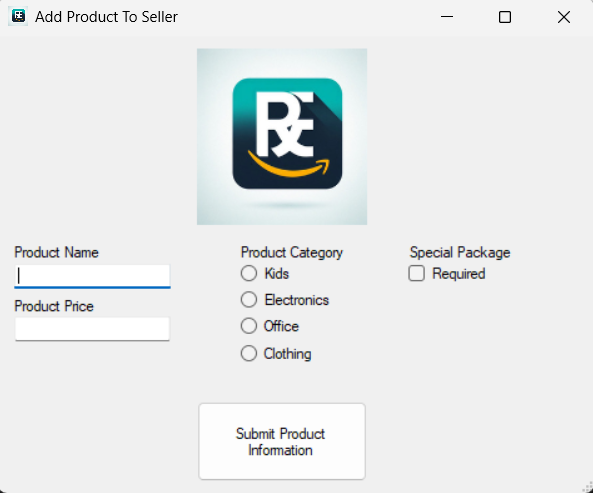 Add Product To Seller
RE
Product Name
Product Category
Special Package
Kids
Required
Electronics
Product Price
Office
Clothing
Submit Product
Information